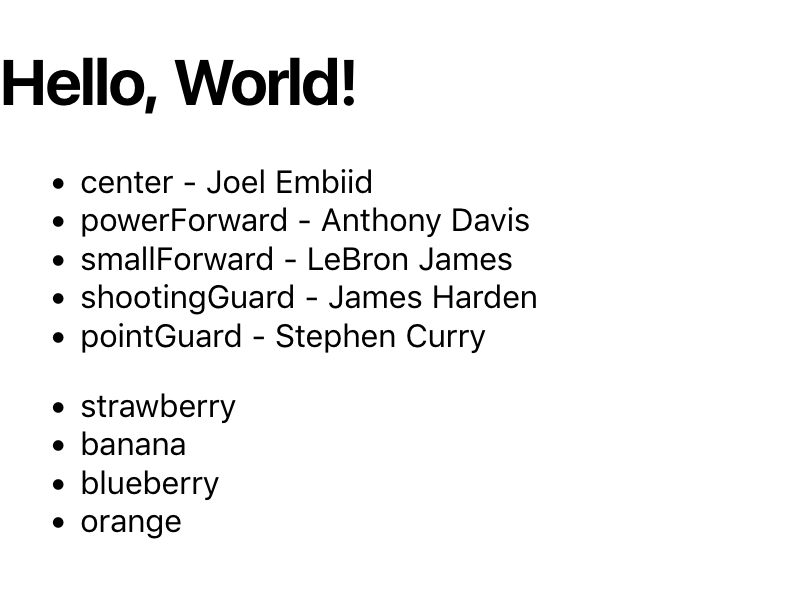 Hello, World!
• center - Joel Embiid
• powerForward - Anthony Davis
• smallForward - LeBron James
• shootingGuard - James Harden
• pointGuard - Stephen Curry
• strawberry
• banana
• blueberry
• orange